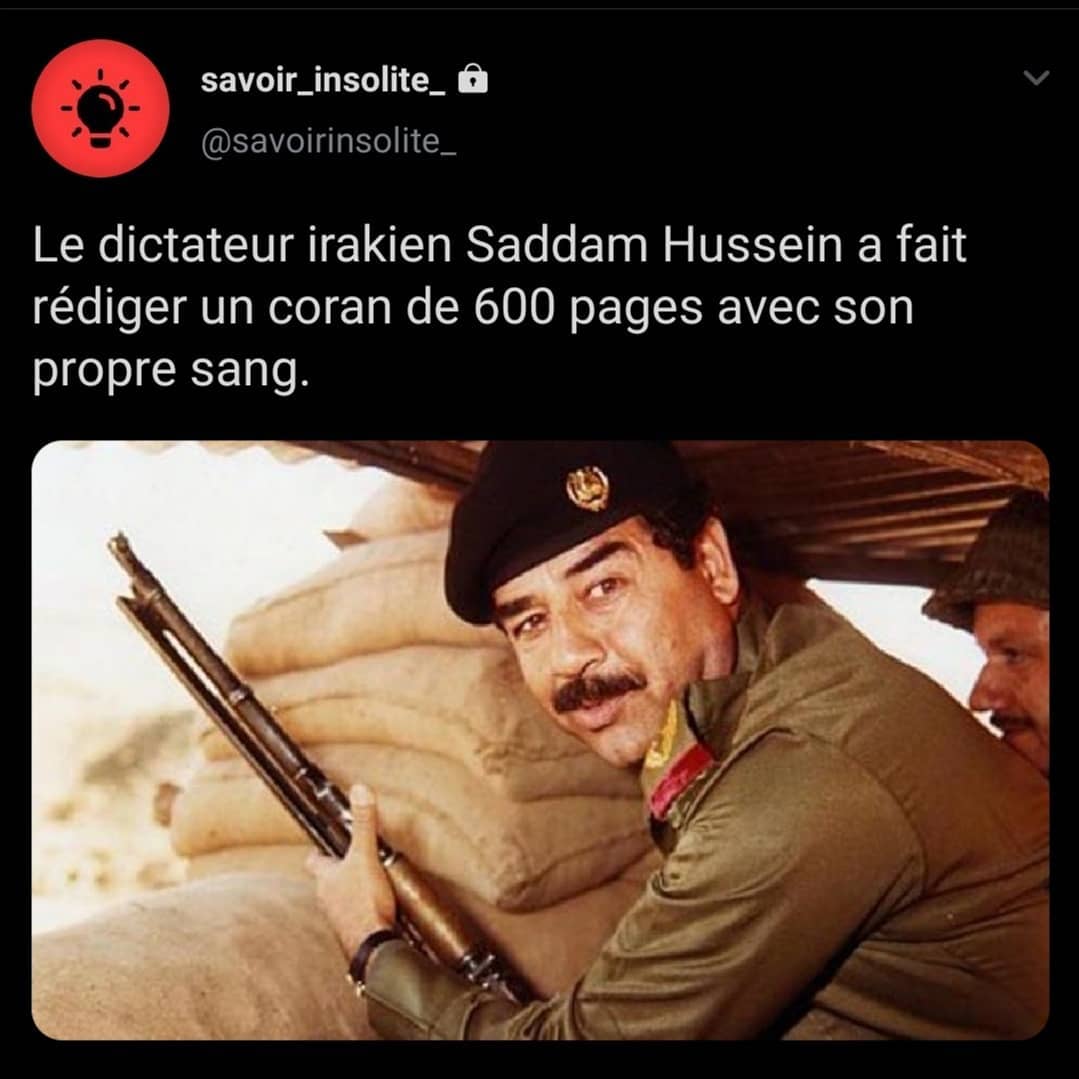 savoir_insolite_
@savoirinsolite_
Le dictateur irakien Saddam Hussein a fait
rédiger un coran de 600 pages avec son
propre sang.